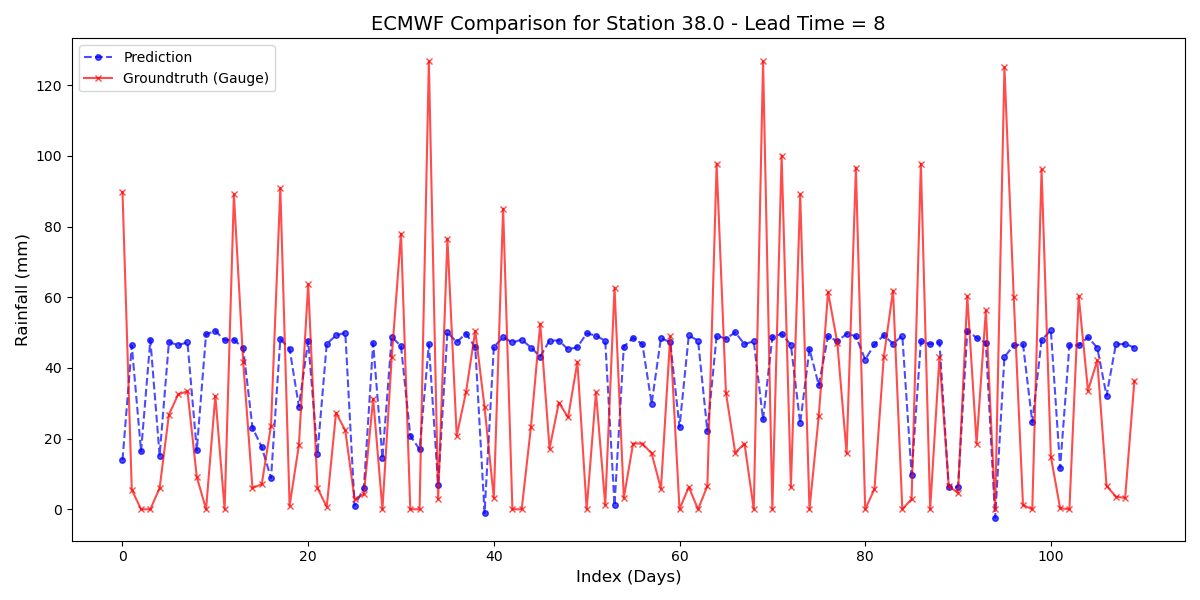 ECMWF Comparison for Station 38.0 - Lead Time = 8
Prediction
Groundtruth (Gauge)
Rainfall (mm)
120
100
80
60
40
20
0
0 20 40 60 80 100
Index (Days)